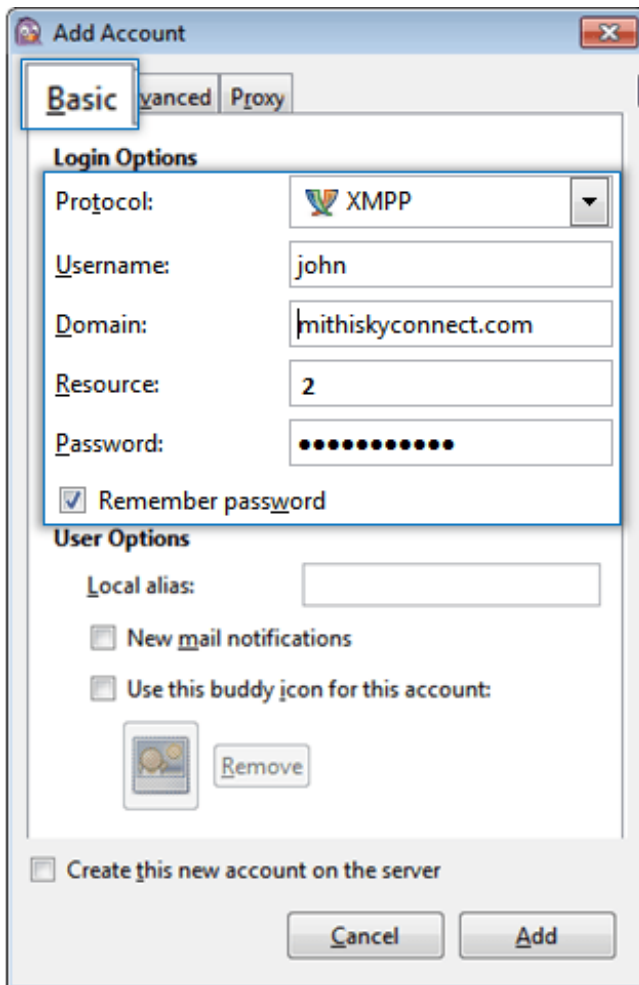 Add Account
Basic vanced Proxy
Login Options
Protocol: XMPP
Username: john
Domain: mithiskyconnect.com
Resource: 2
Password: •••••••••••
Remember password
User Options
Local alias:
New mail notifications
Use this buddy icon for this account:
Remove
Create this new account on the server
Cancel Add